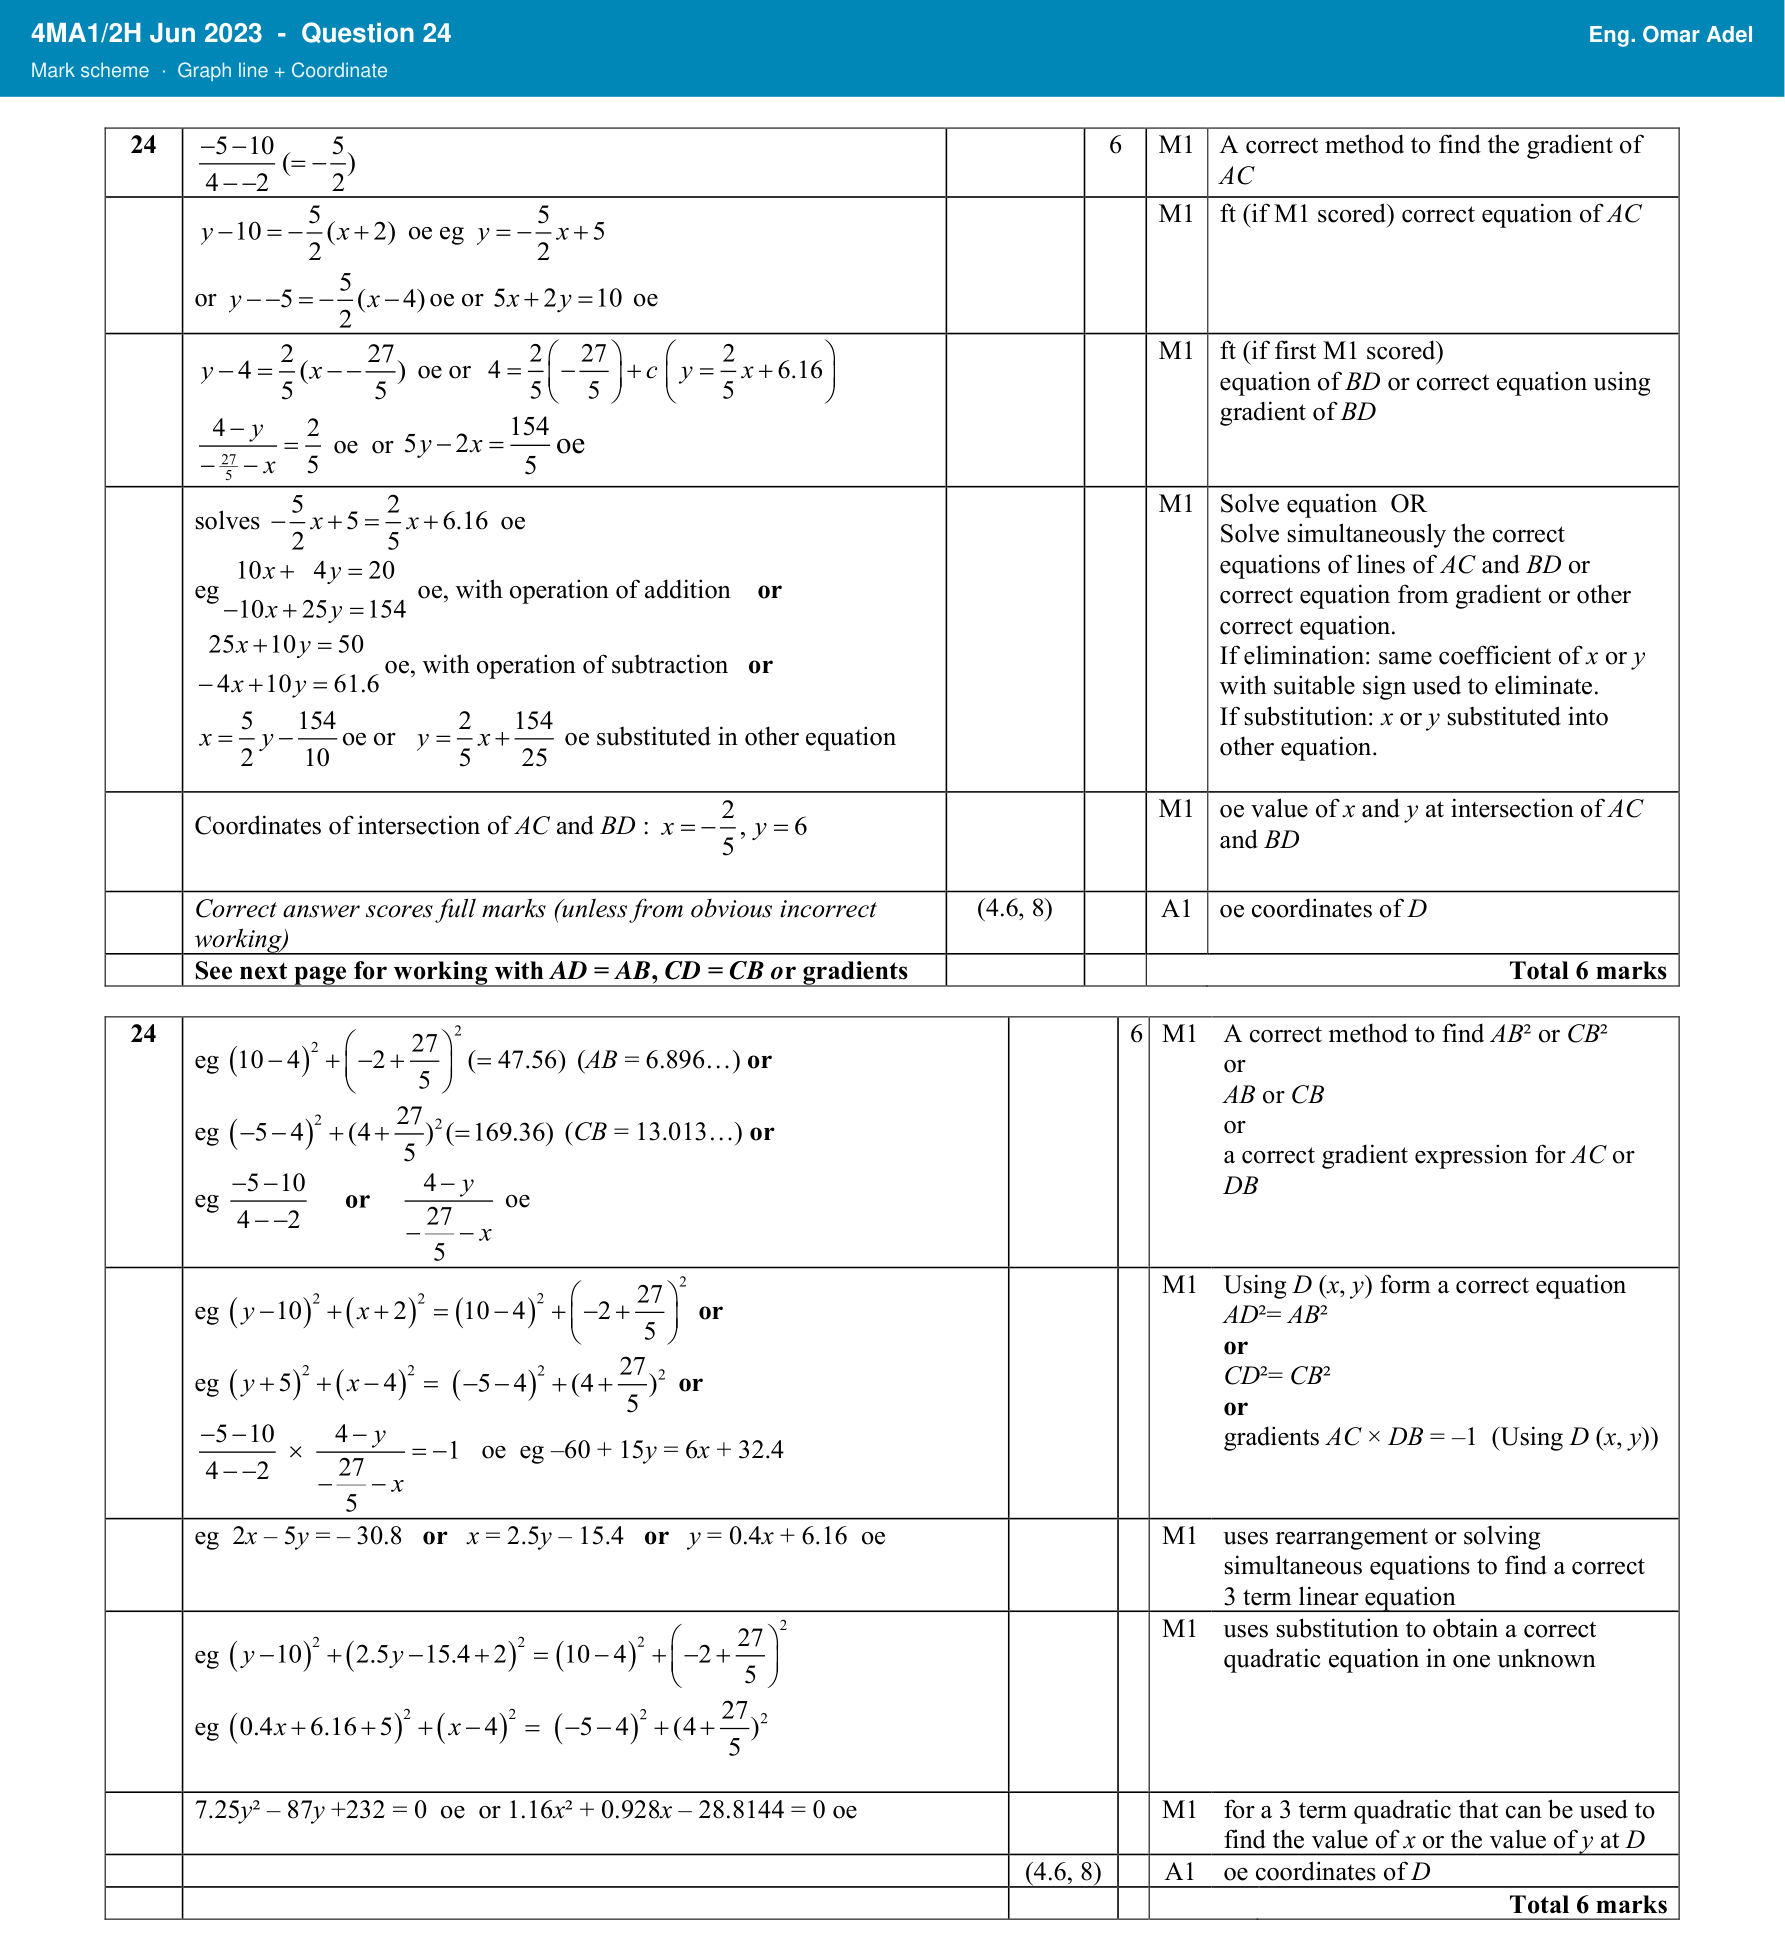 4MA1/2H Jun 2023 - Question 24
Eng. Omar Adel
Mark scheme · Graph line + Coordinate
24
(−5−10)/(4−−2) (= −5/2)
6
M1
A correct method to find the gradient of
AC
y−10 = −5/2(x+2) oe eg y = −5/2 x+5
or y−−5 = −5/2(x−4) oe or 5x+2y=10 oe
M1
ft (if M1 scored) correct equation of AC
y−4 = 2/5(x−−27/5) oe or 4 = 2/5(−27/5)+c (y = 2/5 x+6.16)
(4−y)/(−27/5−x) = 2/5 oe or 5y−2x = 154/5 oe
M1
ft (if first M1 scored)
equation of BD or correct equation using
gradient of BD
solves −5/2 x+5 = 2/5 x+6.16 oe
eg 10x+ 4y = 20
−10x+25y =154 oe, with operation of addition or
25x+10y = 50
−4x+10y = 61.6 oe, with operation of subtraction or
x = 5/2 y − 154/10 oe or y = 2/5 x + 154/25 oe substituted in other equation
M1
Solve equation OR
Solve simultaneously the correct
equations of lines of AC and BD or
correct equation from gradient or other
correct equation.
If elimination: same coefficient of x or y
with suitable sign used to eliminate.
If substitution: x or y substituted into
other equation.
Coordinates of intersection of AC and BD : x = −2/5, y = 6
M1
oe value of x and y at intersection of AC
and BD
Correct answer scores full marks (unless from obvious incorrect
working)
(4.6, 8)
A1
oe coordinates of D
See next page for working with AD = AB, CD = CB or gradients
Total 6 marks
24
eg (10−4)² + (−2+27/5)² (= 47.56) (AB = 6.896…) or
eg (−5−4)² + (4+27/5)² (=169.36) (CB = 13.013…) or
eg (−5−10)/(4−−2) or (4−y)/(−27/5−x) oe
6
M1
A correct method to find AB² or CB²
or
AB or CB
or
a correct gradient expression for AC or
DB
eg (y−10)² + (x+2)² = (10−4)² + (−2+27/5)² or
eg (y+5)² + (x−4)² = (−5−4)² + (4+27/5)² or
(−5−10)/(4−−2) × (4−y)/(−27/5−x) = −1 oe eg –60 + 15y = 6x + 32.4
M1
Using D (x, y) form a correct equation
AD²= AB²
or
CD²= CB²
or
gradients AC × DB = –1 (Using D (x, y))
eg 2x – 5y = – 30.8 or x = 2.5y – 15.4 or y = 0.4x + 6.16 oe
M1
uses rearrangement or solving
simultaneous equations to find a correct
3 term linear equation
eg (y−10)² + (2.5y−15.4+2)² = (10−4)² + (−2+27/5)²
eg (0.4x+6.16+5)² + (x−4)² = (−5−4)² + (4+27/5)²
M1
uses substitution to obtain a correct
quadratic equation in one unknown
7.25y² – 87y +232 = 0 oe or 1.16x² + 0.928x – 28.8144 = 0 oe
M1
for a 3 term quadratic that can be used to
find the value of x or the value of y at D
(4.6, 8)
A1
oe coordinates of D
Total 6 marks